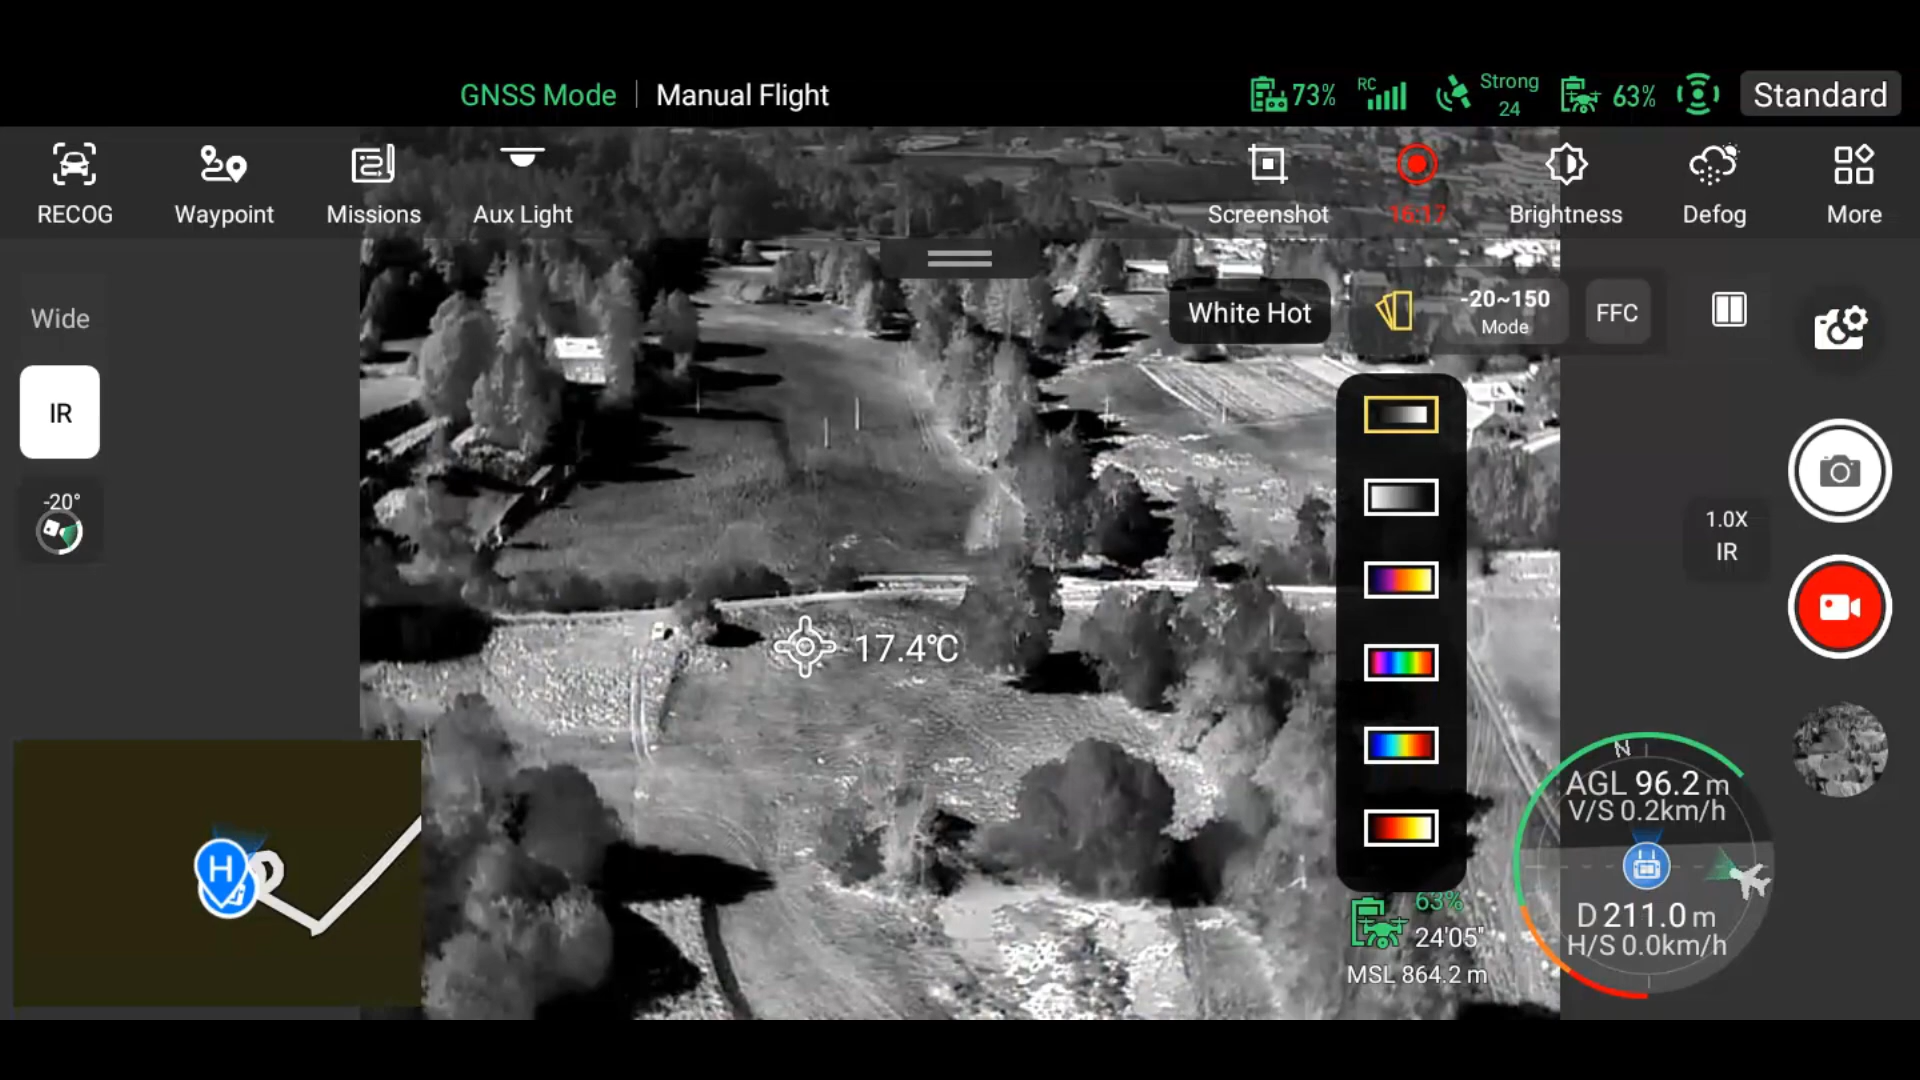 GNSS Mode | Manual Flight
73%
RC
Strong
24
63%
Standard
RECOG
Waypoint
Missions
Aux Light
Screenshot
16:17
Brightness
Defog
More
Wide
White Hot
-20~150
Mode
FFC
IR
-20°
1.0X
IR
17.4℃
H
N
AGL 96.2 m
V/S 0.2km/h
D 211.0 m
H/S 0.0km/h
63%
24'05"
MSL 864.2 m